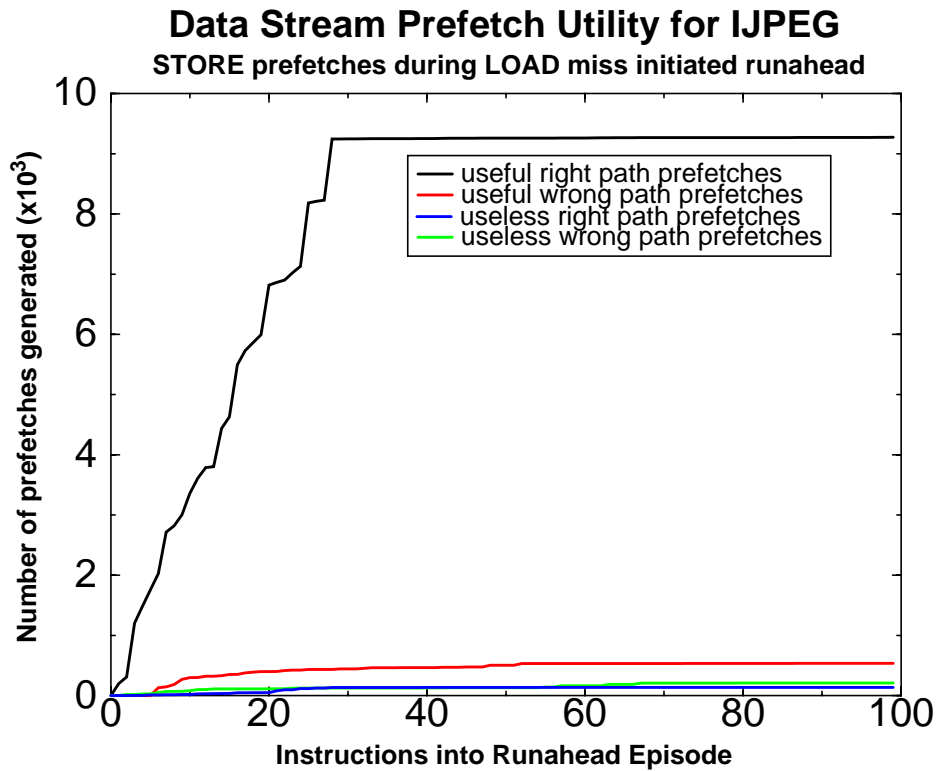 Data Stream Prefetch Utility for IJPEG
STORE prefetches during LOAD miss initiated runahead
Number of prefetches generated (x10³)
10
8
6
4
2
0
useful right path prefetches
useful wrong path prefetches
useless right path prefetches
useless wrong path prefetches
0 20 40 60 80 100
Instructions into Runahead Episode